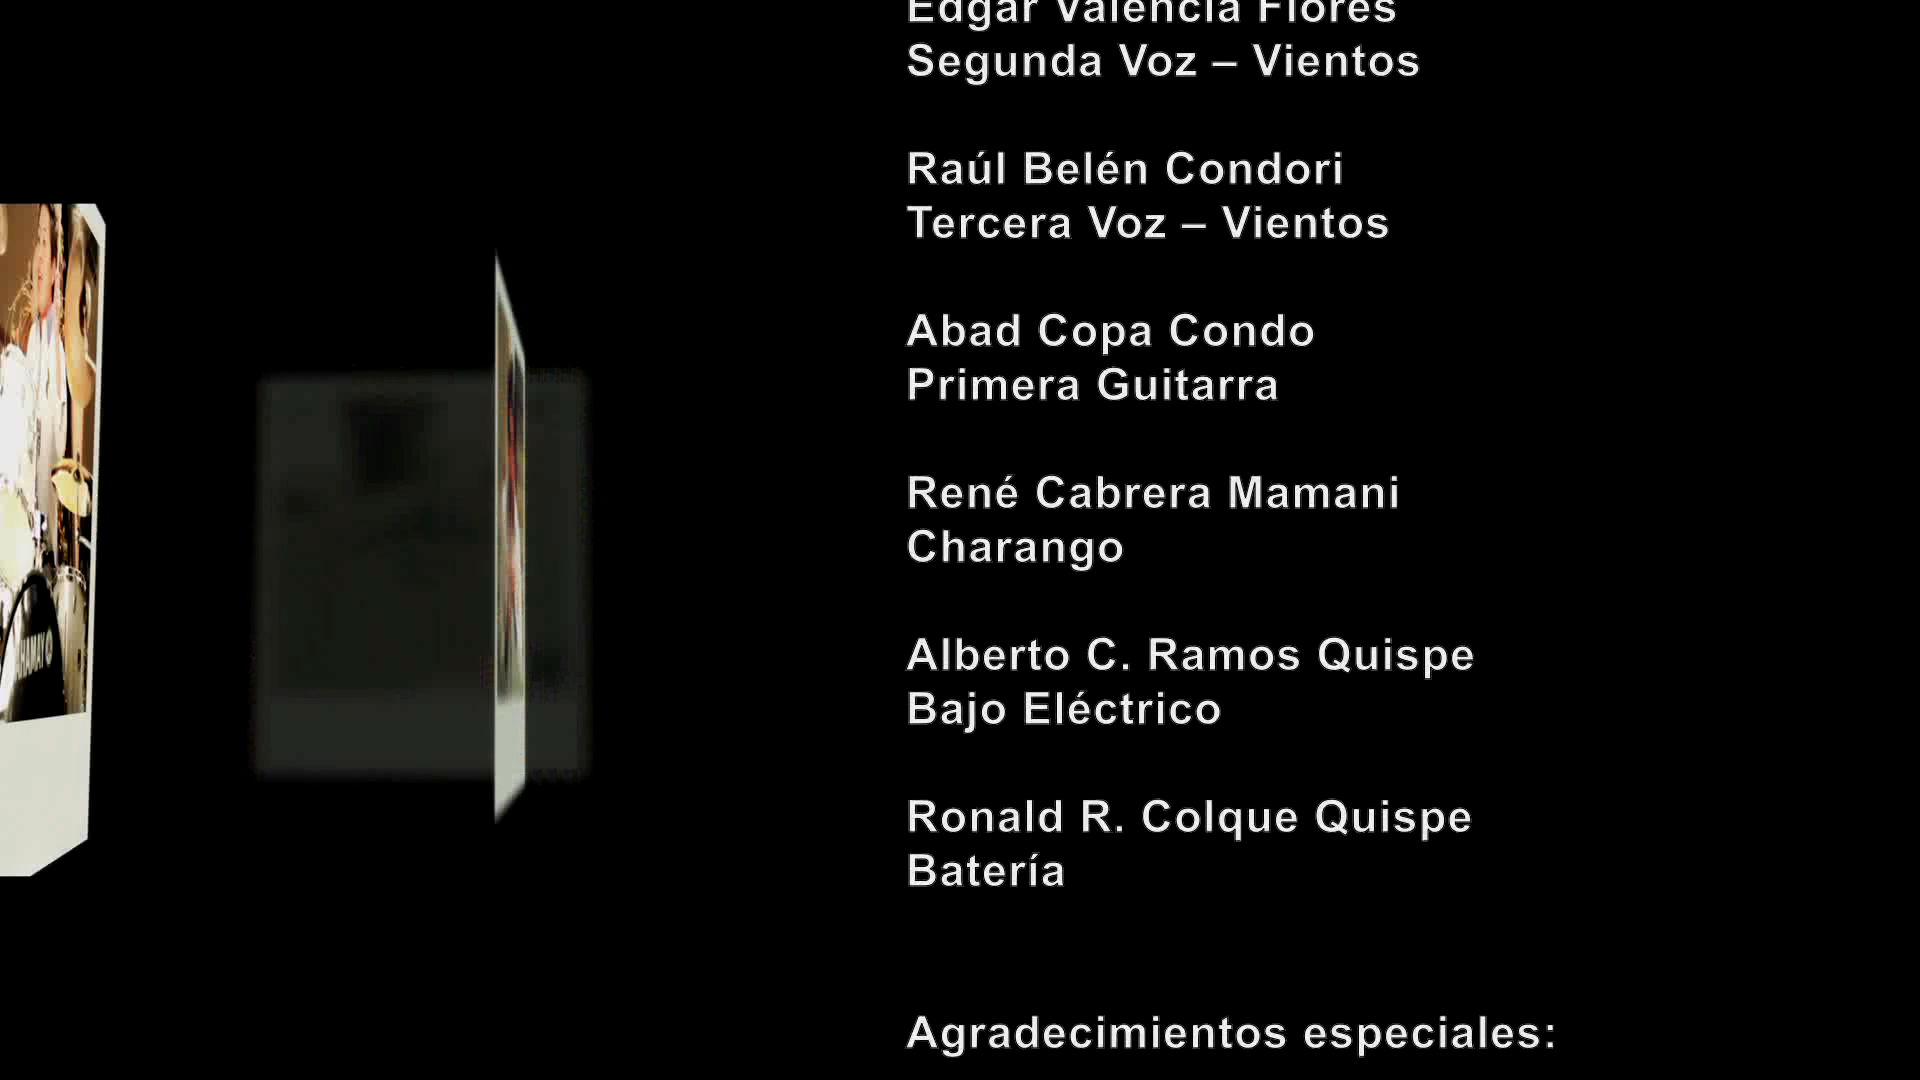 Edgar Valencia Flores
Segunda Voz – Vientos
Raúl Belén Condori
Tercera Voz – Vientos
Abad Copa Condo
Primera Guitarra
René Cabrera Mamani
Charango
Alberto C. Ramos Quispe
Bajo Eléctrico
Ronald R. Colque Quispe
Batería
Agradecimientos especiales: